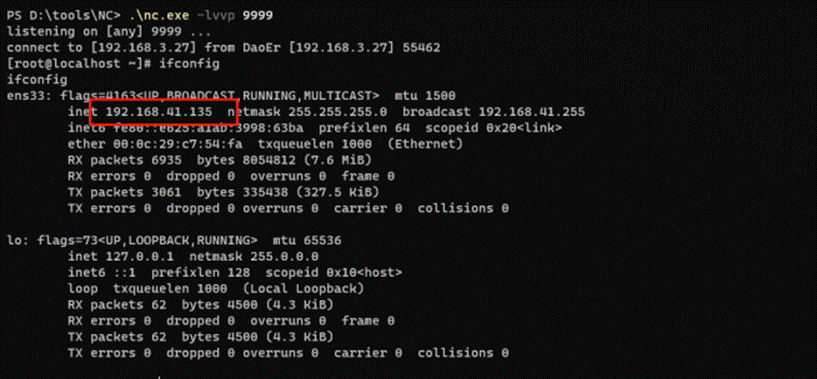 PS D:\tools\NC> .\nc.exe -lvvp 9999
listening on [any] 9999 ...
connect to [192.168.3.27] from DaoEr [192.168.3.27] 55462
[root@localhost ~]# ifconfig
ifconfig
ens33: flags=4163<UP,BROADCAST,RUNNING,MULTICAST>  mtu 1500
        inet 192.168.41.135  netmask 255.255.255.0  broadcast 192.168.41.255
        inet6 fe80::e625:a1ab:3998:63ba  prefixlen 64  scopeid 0x20<link>
        ether 00:0c:29:c7:54:fa  txqueuelen 1000  (Ethernet)
        RX packets 6935  bytes 8054812 (7.6 MiB)
        RX errors 0  dropped 0  overruns 0  frame 0
        TX packets 3061  bytes 335438 (327.5 KiB)
        TX errors 0  dropped 0 overruns 0  carrier 0  collisions 0

lo: flags=73<UP,LOOPBACK,RUNNING>  mtu 65536
        inet 127.0.0.1  netmask 255.0.0.0
        inet6 ::1  prefixlen 128  scopeid 0x10<host>
        loop  txqueuelen 1000  (Local Loopback)
        RX packets 62  bytes 4500 (4.3 KiB)
        RX errors 0  dropped 0  overruns 0  frame 0
        TX packets 62  bytes 4500 (4.3 KiB)
        TX errors 0  dropped 0 overruns 0  carrier 0  collisions 0